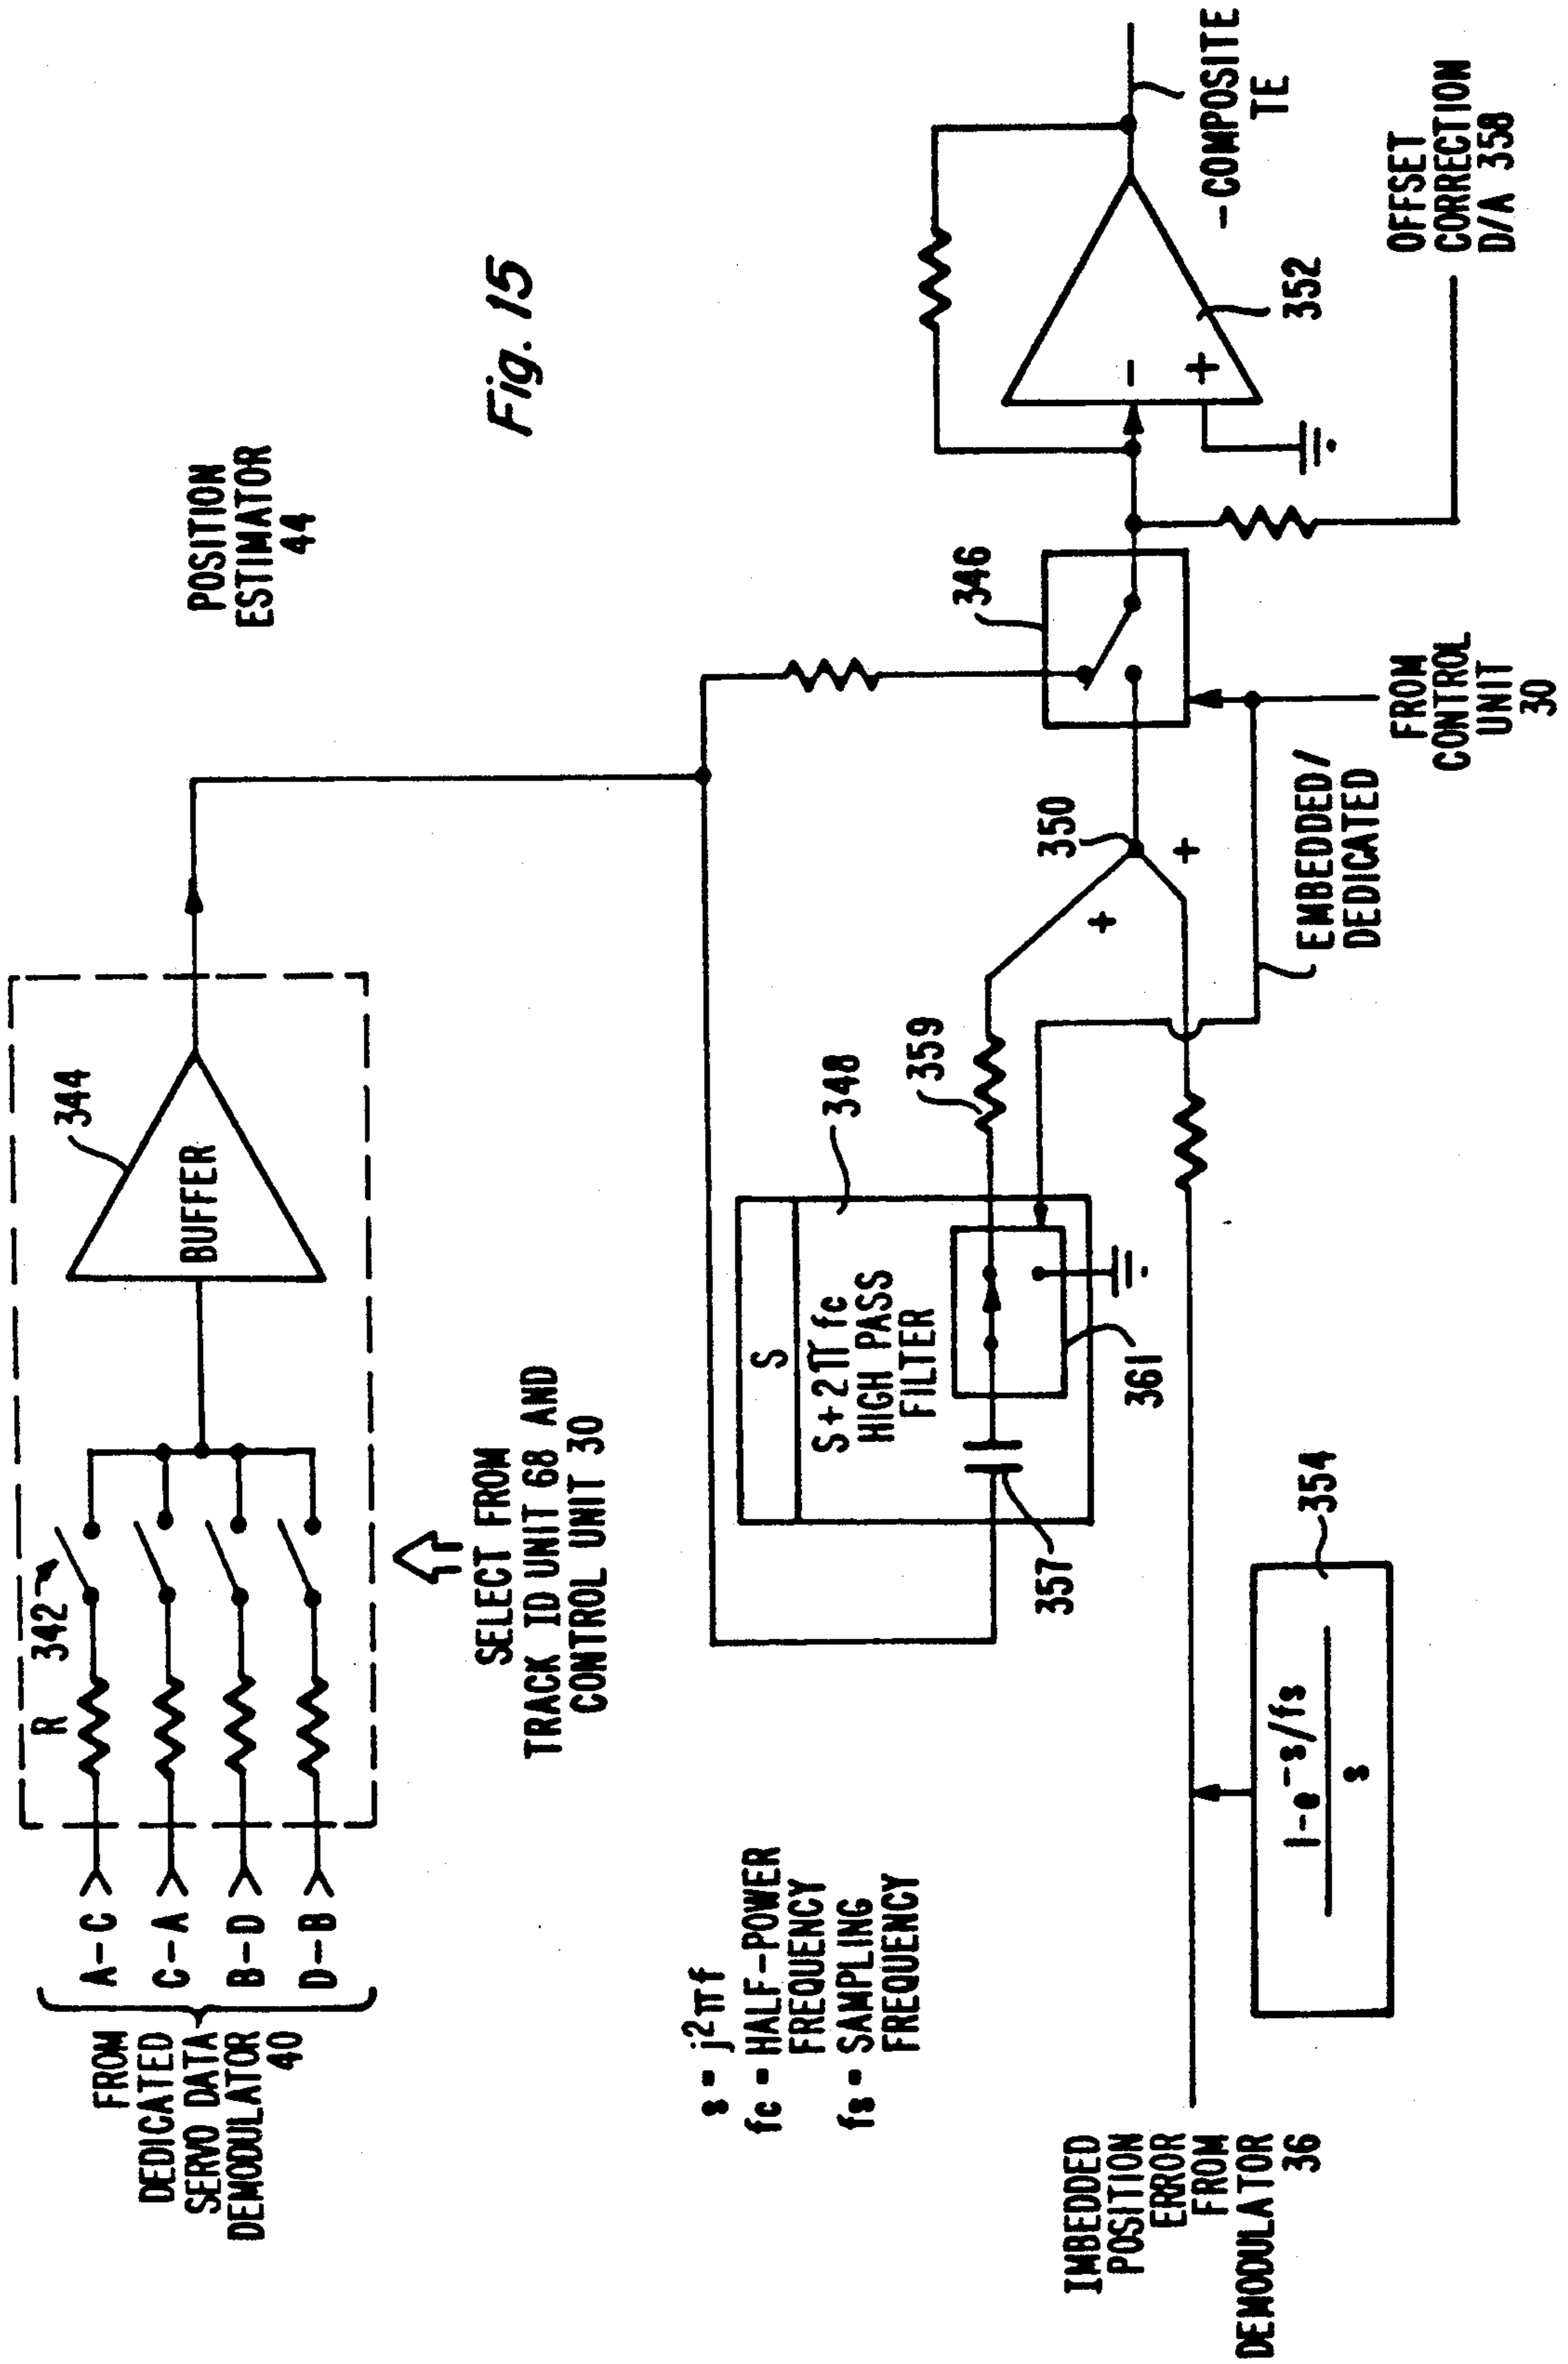 FROM
DEDICATED
SERVO DATA
DEMODULATOR
40
A-C
C-A
B-D
D-B
R
342
344
BUFFER
SELECT FROM
TRACK ID UNIT 68 AND
CONTROL UNIT 30
POSITION
ESTIMATOR
44
Fig. 15
s = j2πf
fc = HALF-POWER
FREQUENCY
fs = SAMPLING
FREQUENCY
S
S+2πfc
HIGH PASS
FILTER
348
357
361
359
350
+
+
346
-
+
352
-COMPOSITE
TE
OFFSET
CORRECTION
D/A 358
FROM
CONTROL
UNIT
30
EMBEDDED/
DEDICATED
IMBEDDED
POSITION
ERROR
FROM
DEMODULATOR
36
1-e-s/fs
s
354